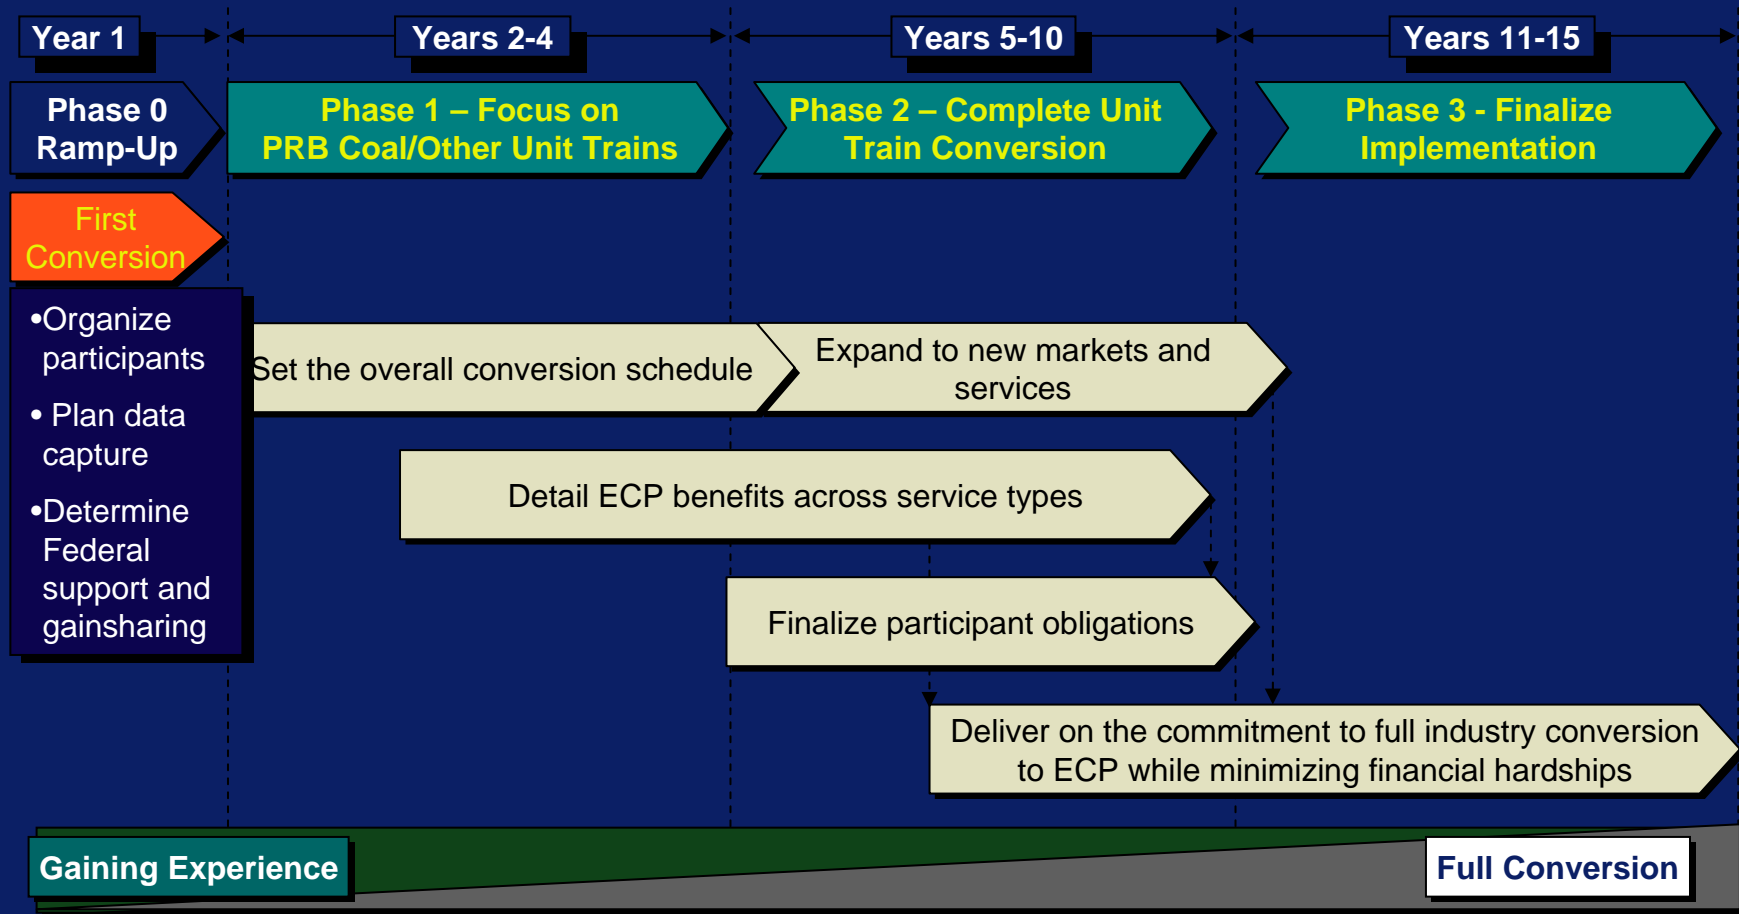 Year 1
Years 2-4
Years 5-10
Years 11-15
Phase 0
Ramp-Up
Phase 1 – Focus on
PRB Coal/Other Unit Trains
Phase 2 – Complete Unit
Train Conversion
Phase 3 - Finalize
Implementation
First
Conversion
•Organize
participants
• Plan data
capture
•Determine
Federal
support and
gainsharing
Set the overall conversion schedule
Expand to new markets and
services
Detail ECP benefits across service types
Finalize participant obligations
Deliver on the commitment to full industry conversion
to ECP while minimizing financial hardships
Gaining Experience
Full Conversion